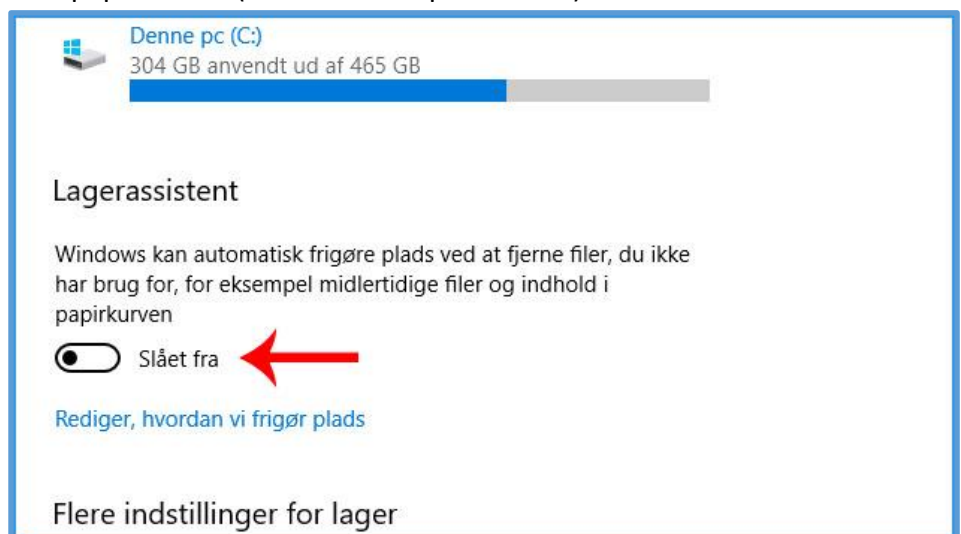 Denne pc (C:)
304 GB anvendt ud af 465 GB
Lagerassistent
Windows kan automatisk frigøre plads ved at fjerne filer, du ikke
har brug for, for eksempel midlertidige filer og indhold i
papirkurven
Slået fra
Rediger, hvordan vi frigør plads
Flere indstillinger for lager